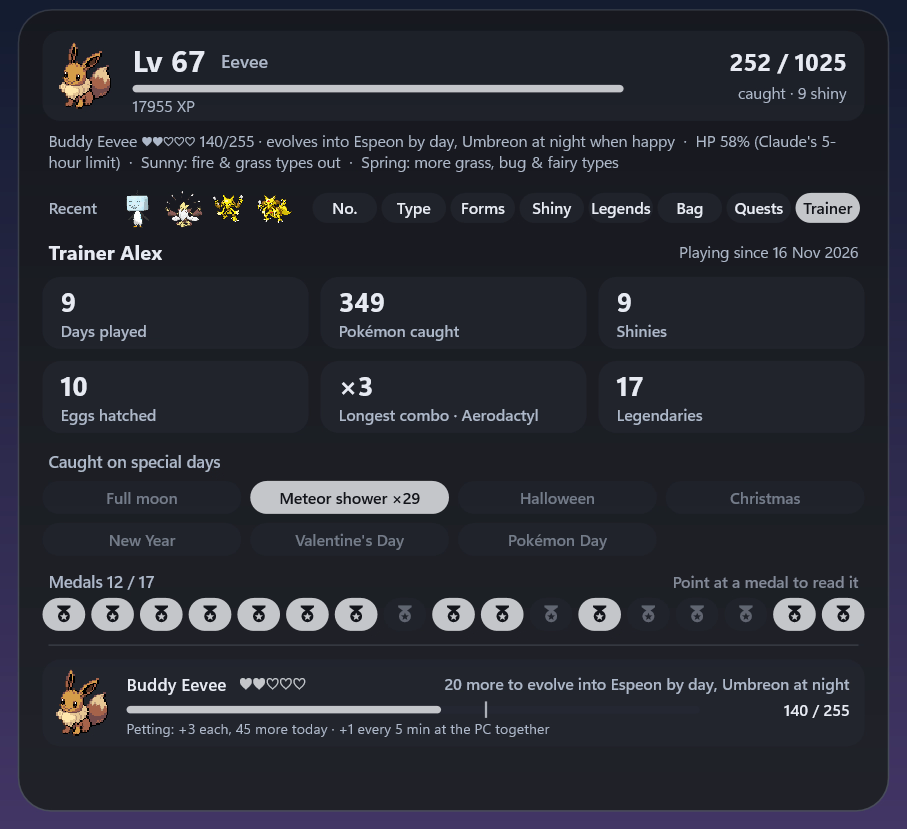 Lv 67 Eevee
252 / 1025
17955 XP
caught · 9 shiny
Buddy Eevee ♥♥♡♡♡ 140/255 · evolves into Espeon by day, Umbreon at night when happy · HP 58% (Claude's 5-
hour limit) · Sunny: fire & grass types out · Spring: more grass, bug & fairy types
Recent No. Type Forms Shiny Legends Bag Quests Trainer
Trainer Alex
Playing since 16 Nov 2026
9
Days played
349
Pokémon caught
9
Shinies
10
Eggs hatched
×3
Longest combo · Aerodactyl
17
Legendaries
Caught on special days
Full moon
Meteor shower ×29
Halloween
Christmas
New Year
Valentine's Day
Pokémon Day
Medals 12 / 17
Point at a medal to read it
Buddy Eevee ♥♥♡♡♡
20 more to evolve into Espeon by day, Umbreon at night
140 / 255
Petting: +3 each, 45 more today · +1 every 5 min at the PC together